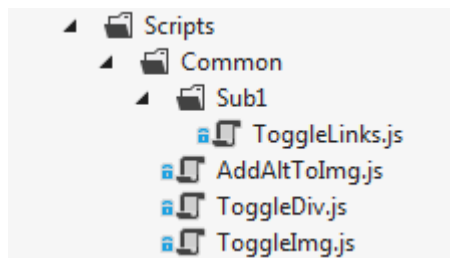 Scripts
Common
Sub1
ToggleLinks.js
AddAltToImg.js
ToggleDiv.js
ToggleImg.js